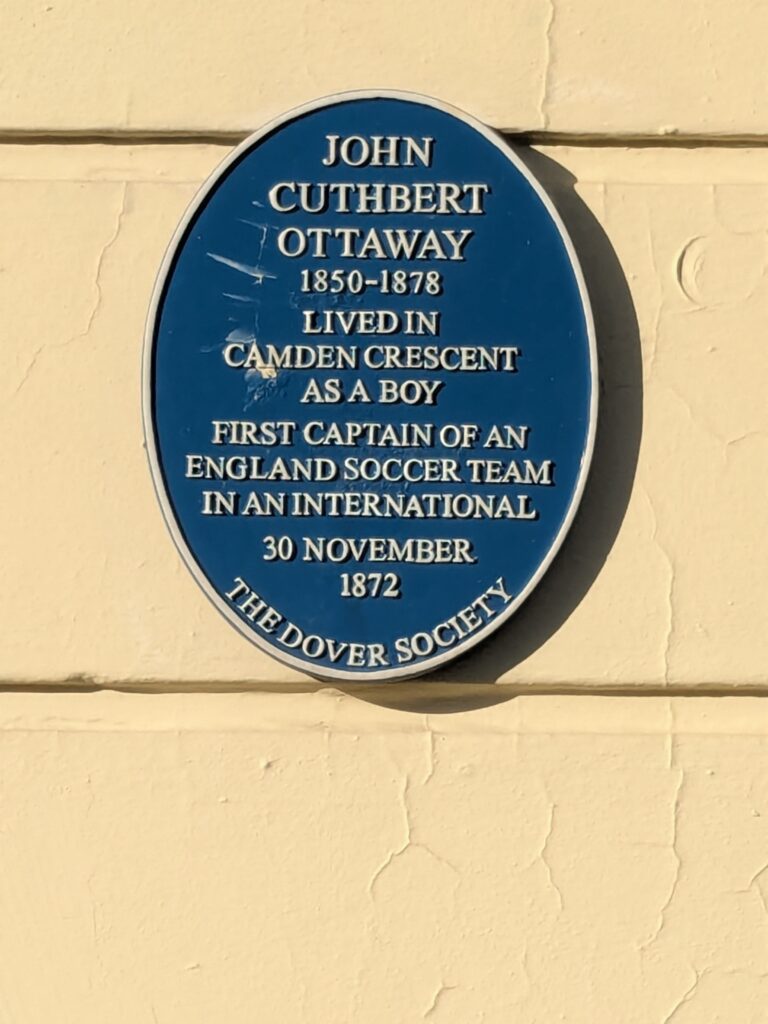 JOHN
CUTHBERT
OTTAWAY
1850-1878
LIVED IN
CAMDEN CRESCENT
AS A BOY
FIRST CAPTAIN OF AN
ENGLAND SOCCER TEAM
IN AN INTERNATIONAL
30 NOVEMBER
1872
THE DOVER SOCIETY